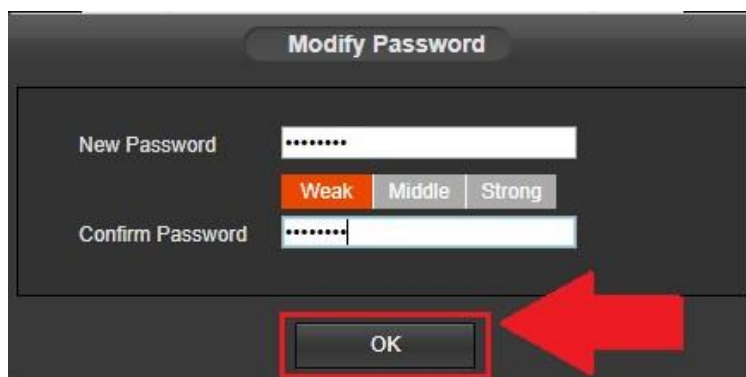 Modify Password
New Password ••••••••
Weak Middle Strong
Confirm Password ••••••••
OK